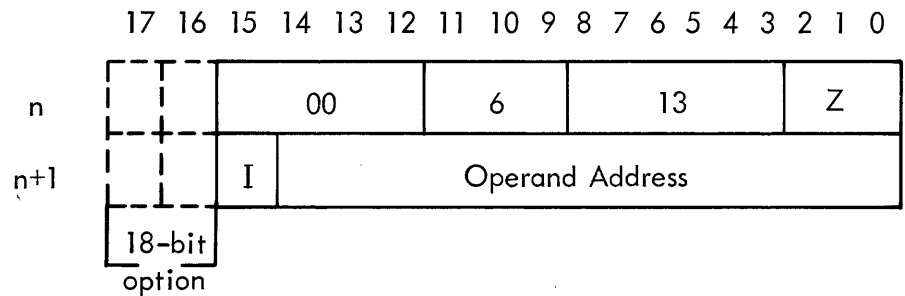 17 16 15 14 13 12 11 10 9 8 7 6 5 4 3 2 1 0
n 00 6 13 Z
n+1 I Operand Address
18-bit
option